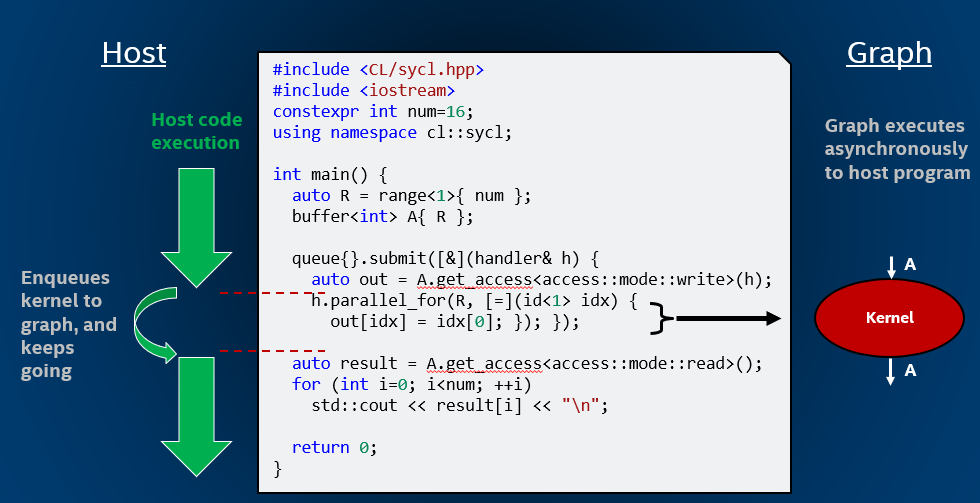 Host
Graph
Host code
execution
Enqueues
kernel to
graph, and
keeps
going
#include <CL/sycl.hpp>
#include <iostream>
constexpr int num=16;
using namespace cl::sycl;
int main() {
auto R = range<1>{ num };
buffer<int> A{ R };
queue{}.submit([&](handler& h) {
auto out = A.get_access<access::mode::write>(h);
h.parallel_for(R, [=](id<1> idx) {
out[idx] = idx[0]; }); });
auto result = A.get_access<access::mode::read>();
for (int i=0; i<num; ++i)
std::cout << result[i] << "\n";
return 0;
}
Graph executes
asynchronously
to host program
A
Kernel
A